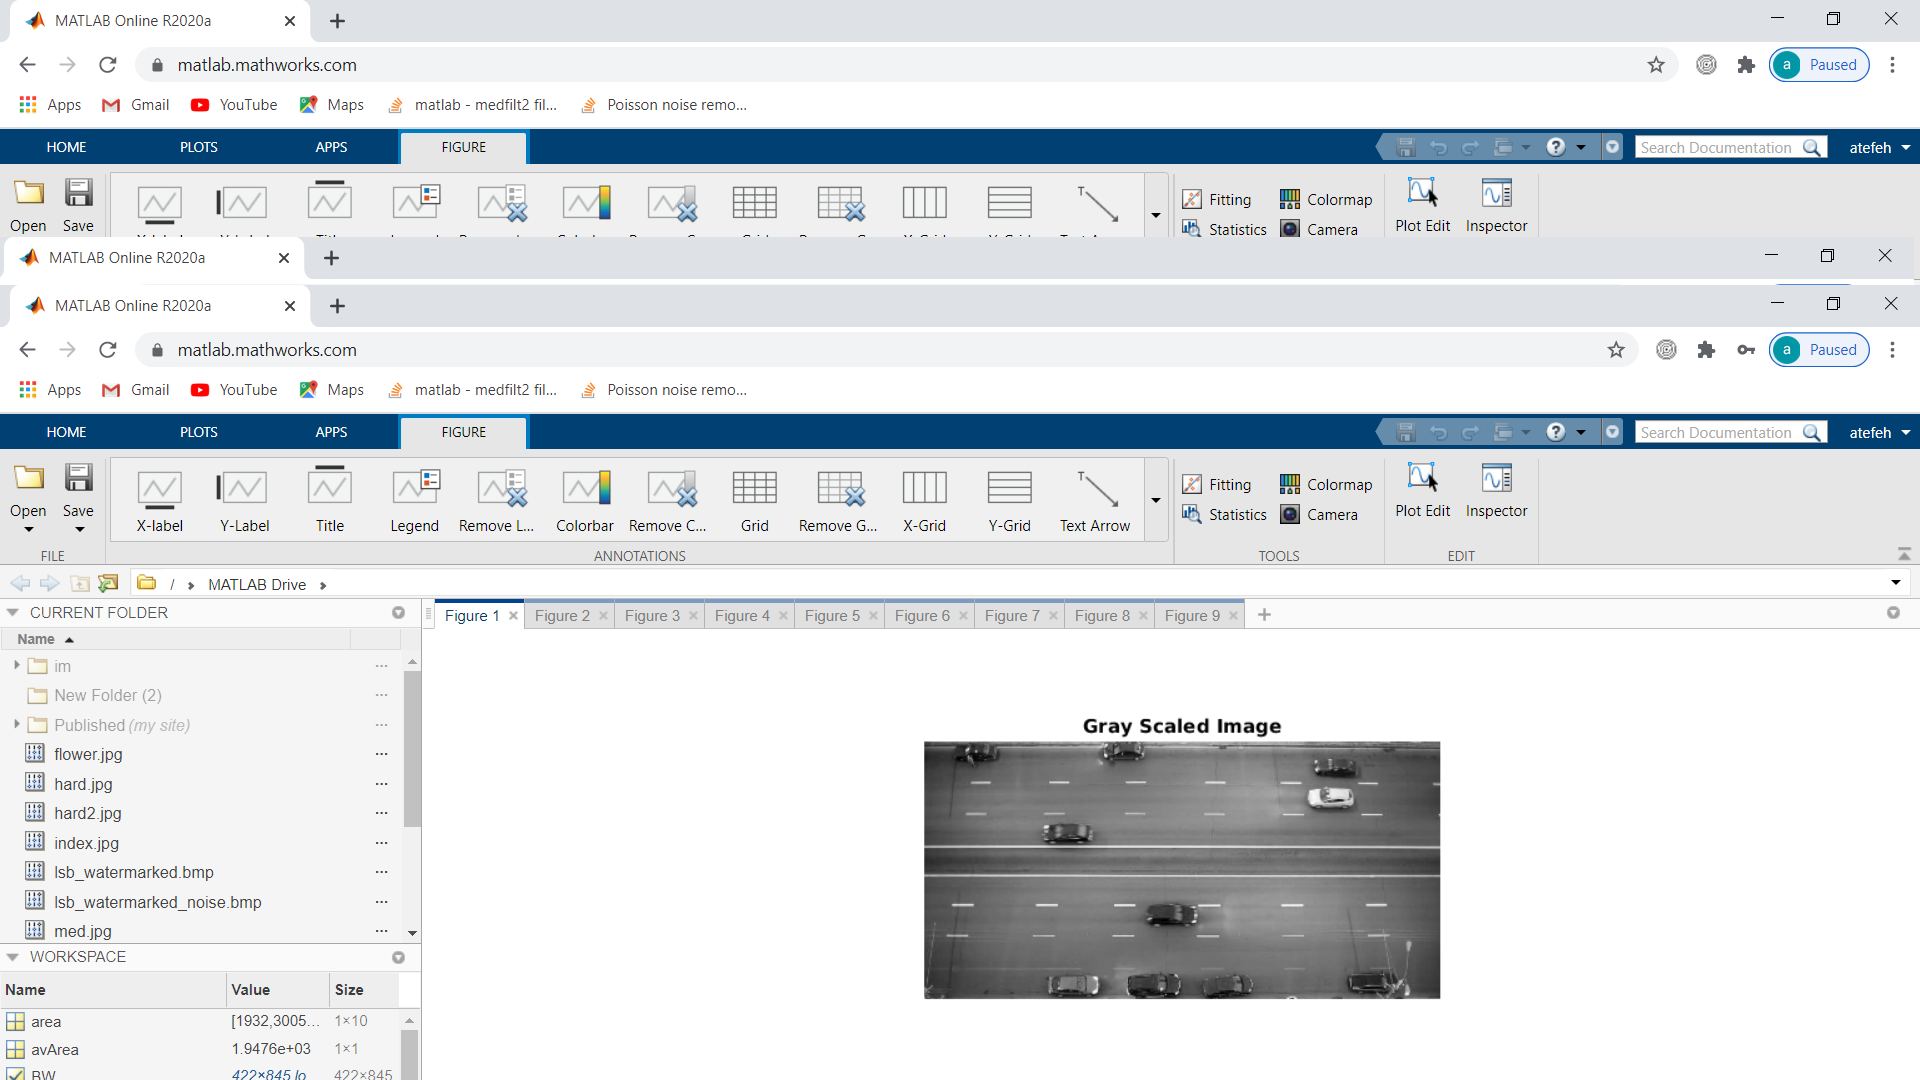 MATLAB Online R2020a
matlab.mathworks.com
a Paused
Apps Gmail YouTube Maps matlab - medfilt2 fil... Poisson noise remo...
HOME PLOTS APPS FIGURE Search Documentation atefeh
Fitting Colormap
Open Save Statistics Camera Plot Edit Inspector
MATLAB Online R2020a
MATLAB Online R2020a
matlab.mathworks.com
a Paused
Apps Gmail YouTube Maps matlab - medfilt2 fil... Poisson noise remo...
HOME PLOTS APPS FIGURE Search Documentation atefeh
Fitting Colormap
Open Save X-label Y-Label Title Legend Remove L... Colorbar Remove C... Grid Remove G... X-Grid Y-Grid Text Arrow Statistics Camera Plot Edit Inspector
FILE ANNOTATIONS TOOLS EDIT
/ MATLAB Drive
CURRENT FOLDER
Figure 1 Figure 2 Figure 3 Figure 4 Figure 5 Figure 6 Figure 7 Figure 8 Figure 9
Name
im
New Folder (2)
Published (my site)
flower.jpg
hard.jpg
hard2.jpg
index.jpg
lsb_watermarked.bmp
lsb_watermarked_noise.bmp
med.jpg
Gray Scaled Image
WORKSPACE
Name Value Size
area [1932,3005... 1×10
avArea 1.9476e+03 1×1
BW 422×845 lo 422×845